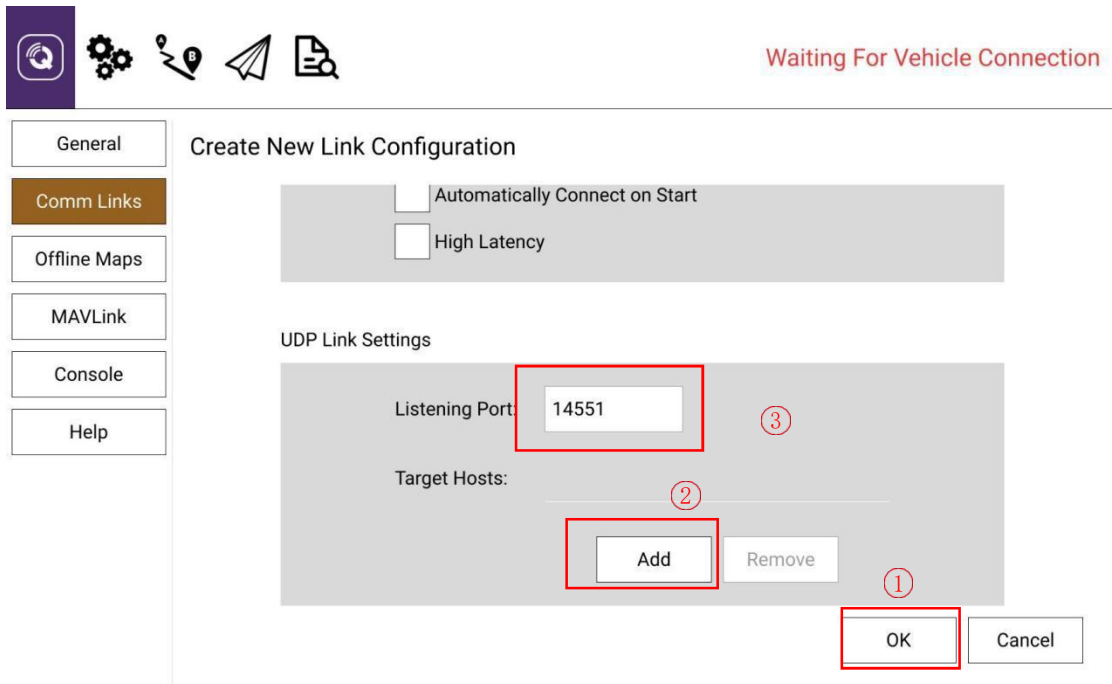 Waiting For Vehicle Connection
General
Comm Links
Offline Maps
MAVLink
Console
Help
Create New Link Configuration
Automatically Connect on Start
High Latency
UDP Link Settings
Listening Port: 14551
③
Target Hosts:
②
Add Remove
①
OK Cancel